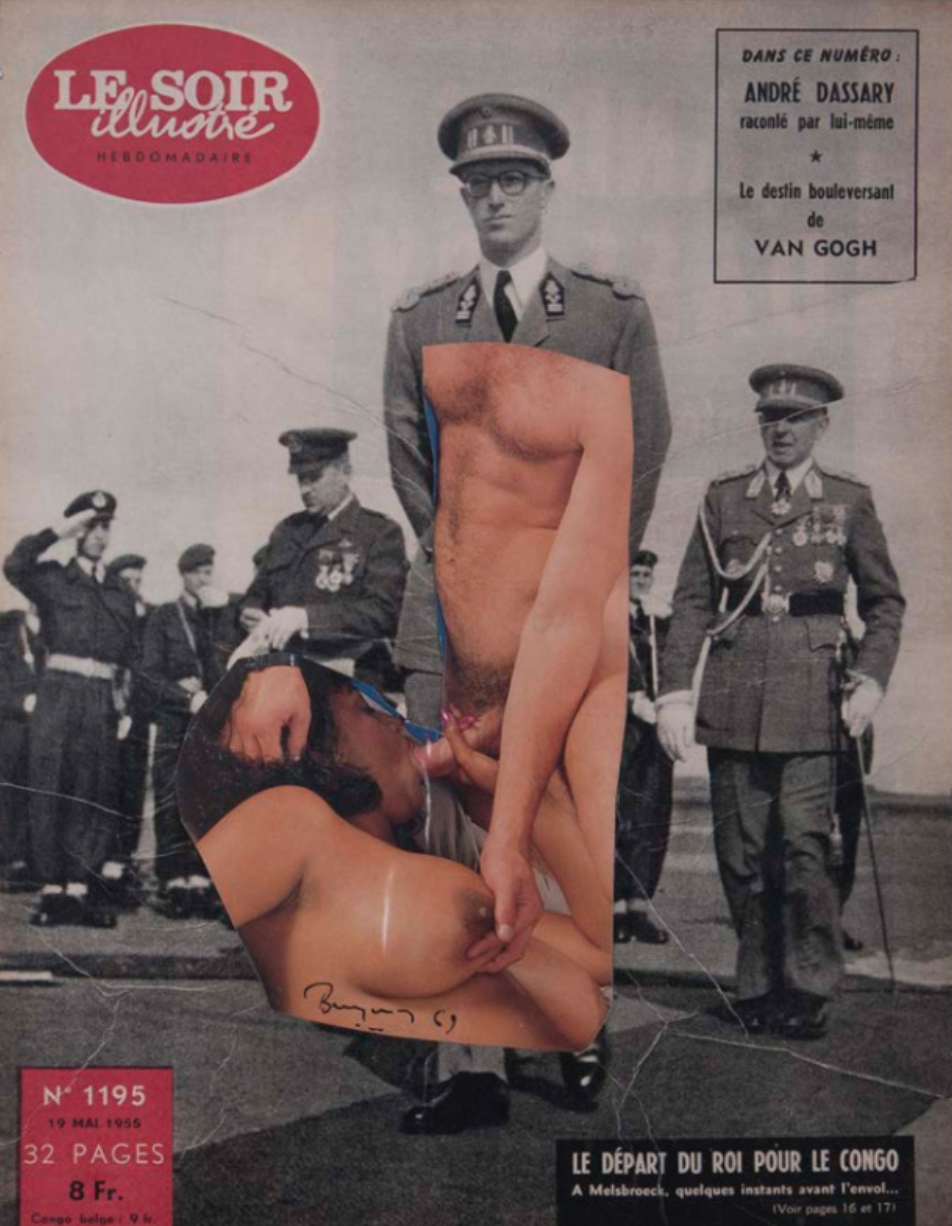 LE SOIR
illustré
HEBDOMADAIRE
DANS CE NUMÉRO :
ANDRÉ DASSARY
raconté par lui-même
★
Le destin bouleversant
de
VAN GOGH
69
N° 1195
19 MAI 1955
32 PAGES
8 Fr.
Congo belge : 9 fr.
LE DÉPART DU ROI POUR LE CONGO
A Melsbroeck, quelques instants avant l'envol...
(Voir pages 16 et 17)